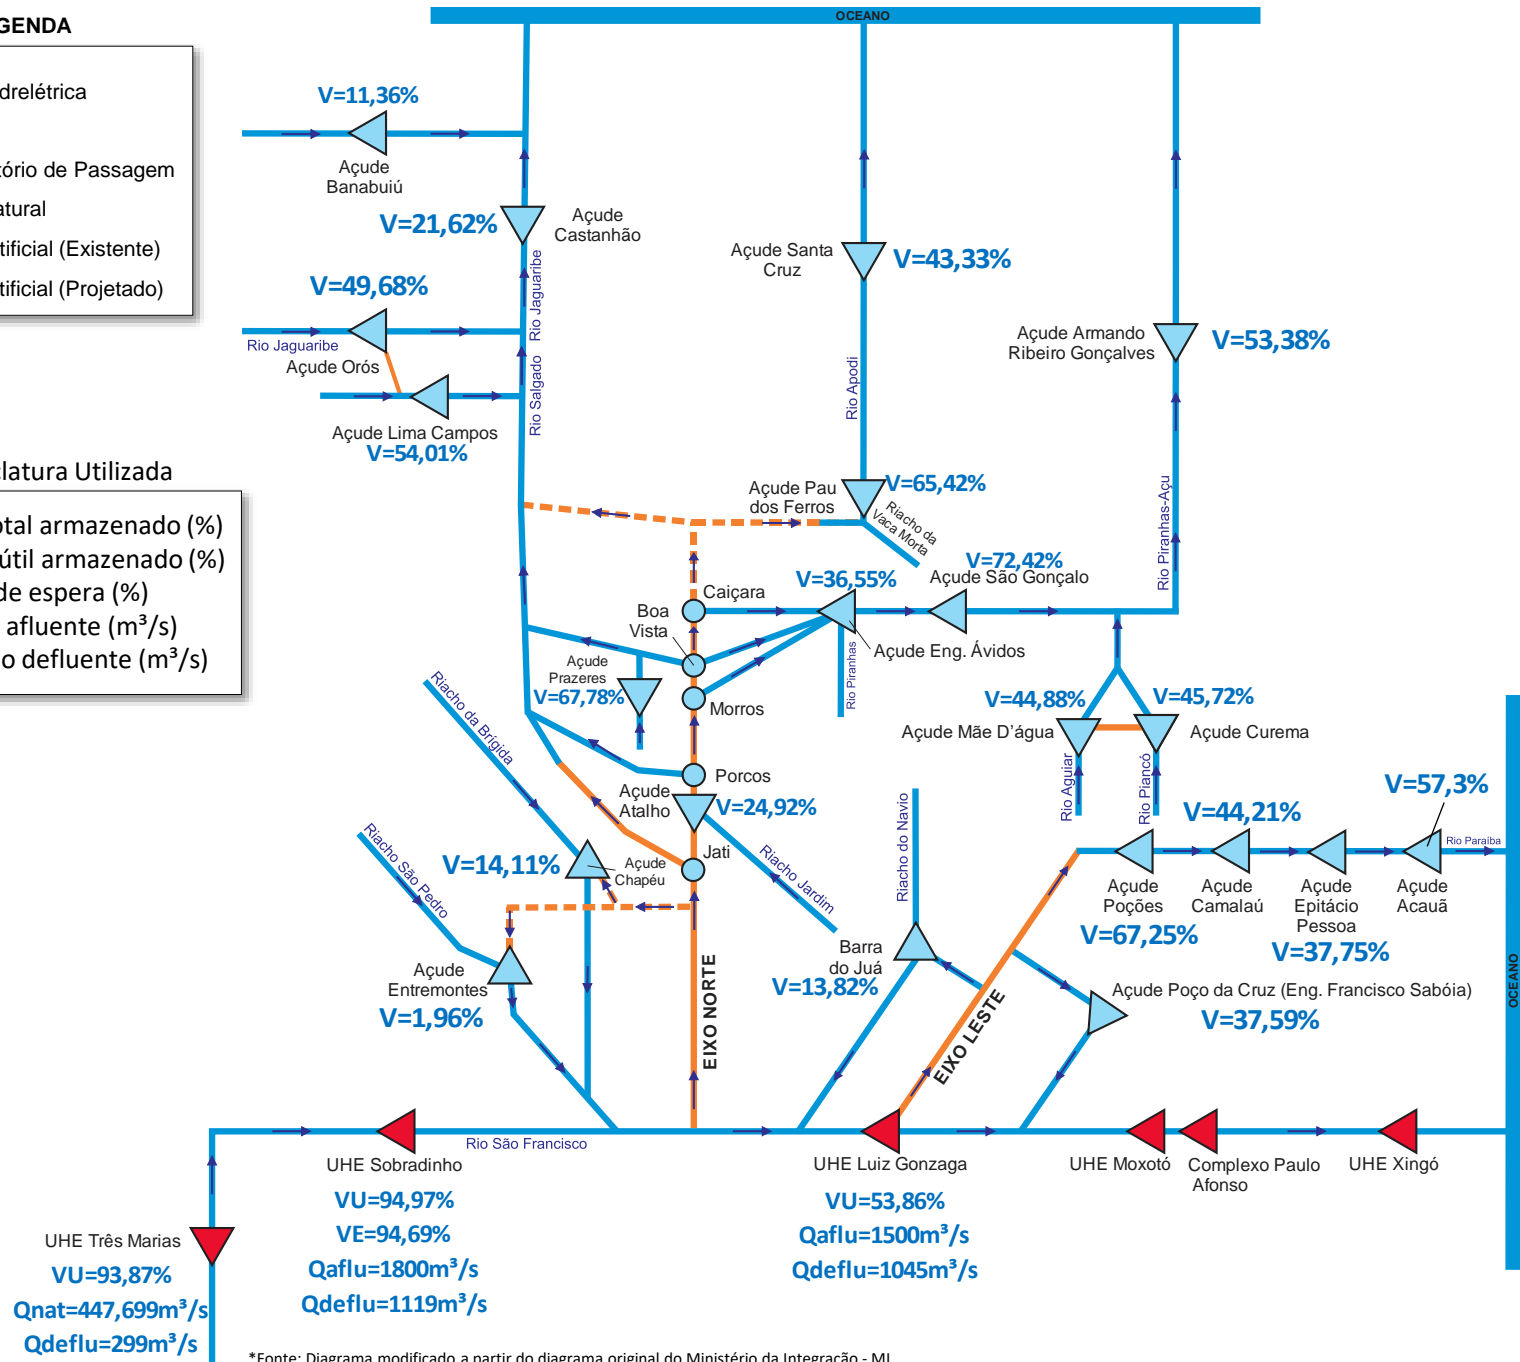 OCEANO
GENDA
drelétrica
tório de Passagem
atural
tificial (Existente)
tificial (Projetado)
V=11,36%
Açude
Banabuiú
V=21,62%
Açude
Castanhão
Rio Jaguaribe
V=49,68%
Rio Jaguaribe
Açude Orós
Rio Salgado
Açude Lima Campos
V=54,01%
Açude Santa
Cruz
V=43,33%
Rio Apodi
Açude Armando
Ribeiro Gonçalves
V=53,38%
Rio Piranhas-Açu
clatura Utilizada
otal armazenado (%)
útil armazenado (%)
de espera (%)
afluente (m³/s)
o defluente (m³/s)
Açude Pau
dos Ferros
V=65,42%
Riacho da
Vaca Morta
V=72,42%
Açude São Gonçalo
V=36,55%
Caiçara
Boa
Vista
Açude Eng. Ávidos
Rio Piranhas
Açude
Prazeres
V=67,78%
Morros
Riacho da Brígida
V=44,88%
V=45,72%
Açude Mãe D'água
Açude Curema
Rio Aguiar
Rio Piancó
Porcos
Açude
Atalho
V=24,92%
Jati
Riacho Jardim
Riacho do Navio
V=57,3%
V=44,21%
Rio Paraíba
Riacho São Pedro
V=14,11%
Açude
Chapéu
Açude
Poções
V=67,25%
Açude
Camalaú
Açude
Epitácio
Pessoa
V=37,75%
Açude
Acauã
Açude
Entremontes
V=1,96%
EIXO NORTE
Barra
do Juá
V=13,82%
EIXO LESTE
Açude Poço da Cruz (Eng. Francisco Sabóia)
V=37,59%
OCEANO
Rio São Francisco
UHE Sobradinho
VU=94,97%
VE=94,69%
Qaflu=1800m³/s
Qdeflu=1119m³/s
UHE Luiz Gonzaga
VU=53,86%
Qaflu=1500m³/s
Qdeflu=1045m³/s
UHE Moxotó
Complexo Paulo
Afonso
UHE Xingó
UHE Três Marias
VU=93,87%
Qnat=447,699m³/s
Qdeflu=299m³/s
*Fonte: Diagrama modificado a partir do diagrama original do Ministério da Integração - MI